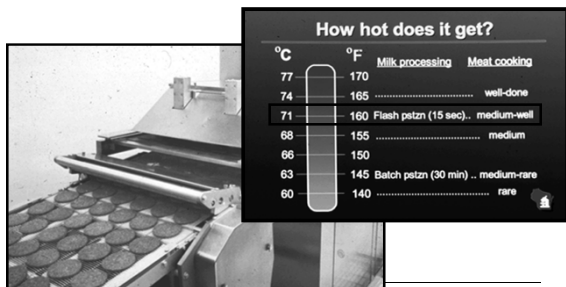 How hot does it get?
°C °F Milk processing Meat cooking
77 170
74 165 .............................. well-done
71 160 Flash pstzn (15 sec).. medium-well
68 155 ................................ medium
66 150
63 145 Batch pstzn (30 min) .. medium-rare
60 140 ................................ rare